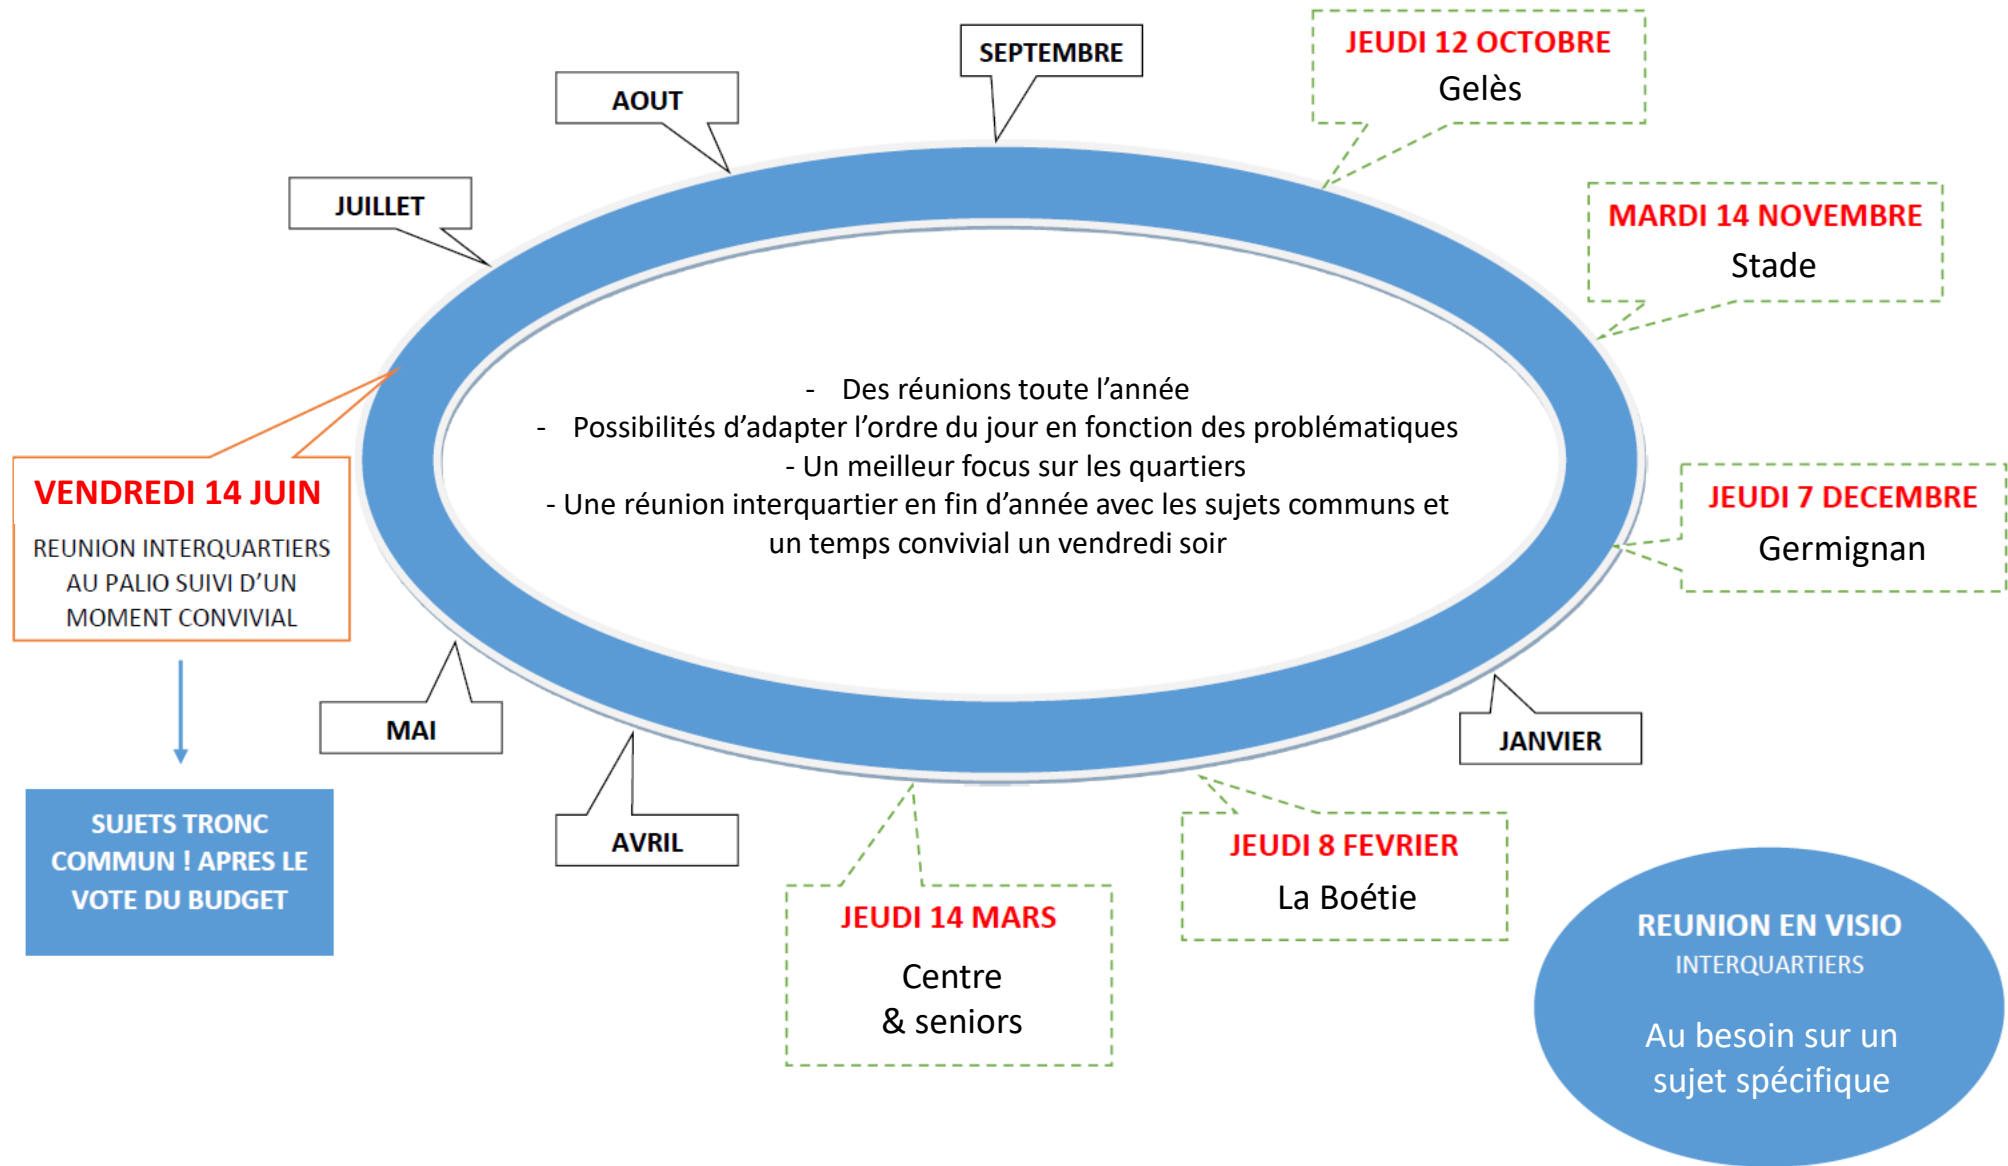 SEPTEMBRE
JEUDI 12 OCTOBRE
Gelès
AOUT
MARDI 14 NOVEMBRE
Stade
JUILLET
- Des réunions toute l’année
- Possibilités d’adapter l’ordre du jour en fonction des problématiques
- Un meilleur focus sur les quartiers
- Une réunion interquartier en fin d’année avec les sujets communs et
un temps convivial un vendredi soir
VENDREDI 14 JUIN
REUNION INTERQUARTIERS
AU PALIO SUIVI D’UN
MOMENT CONVIVIAL
JEUDI 7 DECEMBRE
Germignan
MAI
JANVIER
AVRIL
SUJETS TRONC
COMMUN ! APRES LE
VOTE DU BUDGET
JEUDI 8 FEVRIER
La Boétie
JEUDI 14 MARS
Centre
& seniors
REUNION EN VISIO
INTERQUARTIERS
Au besoin sur un
sujet spécifique